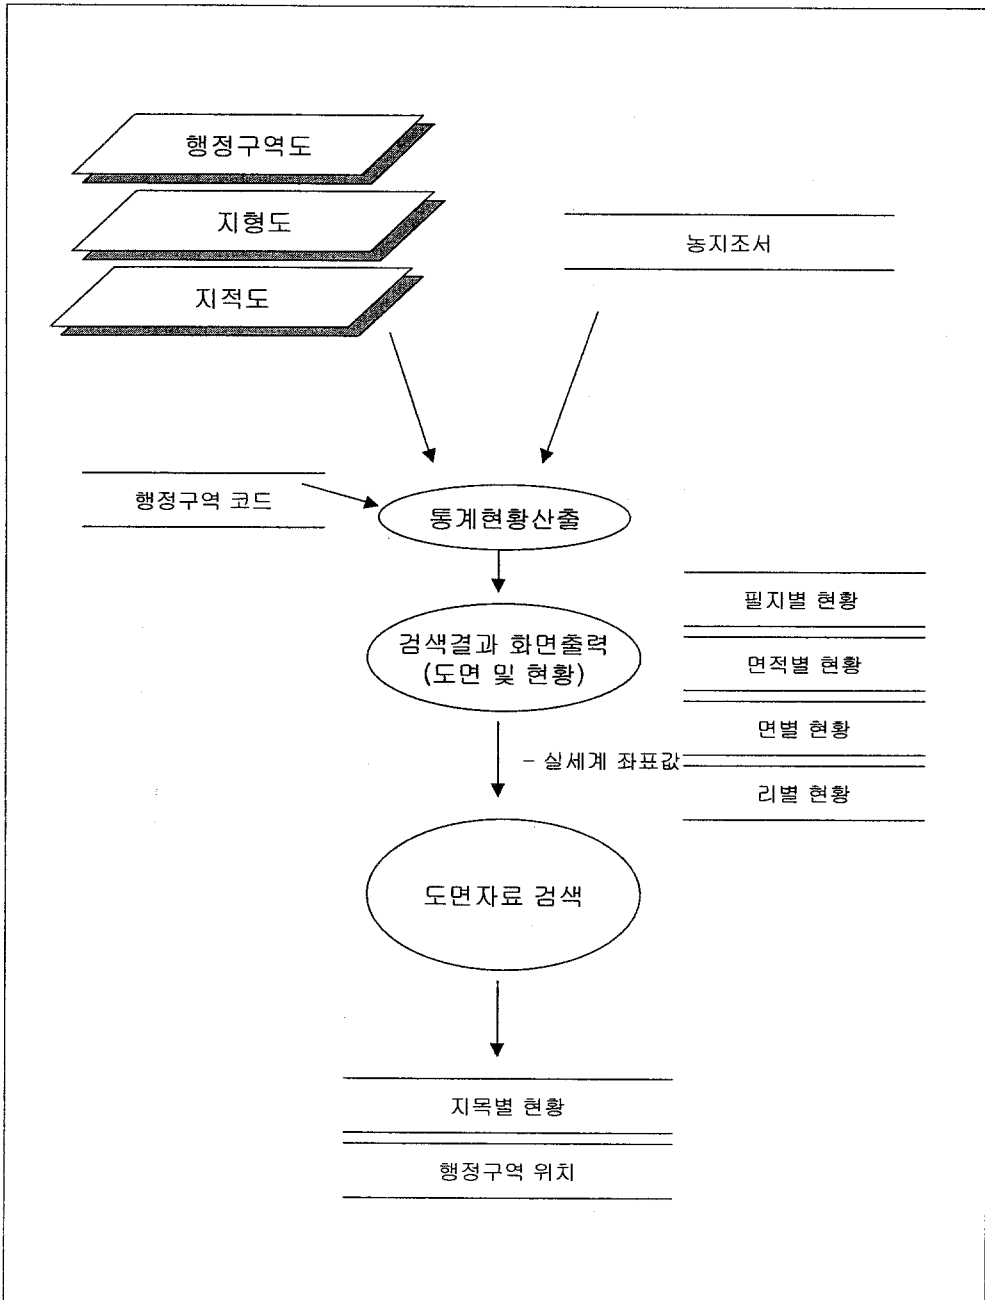 행정구역도
지형도
지적도
농지조서
행정구역 코드
통계현황산출
검색결과 화면출력
(도면 및 현황)
필지별 현황
면적별 현황
면별 현황
리별 현황
– 실세계 좌표값
도면자료 검색
지목별 현황
행정구역 위치